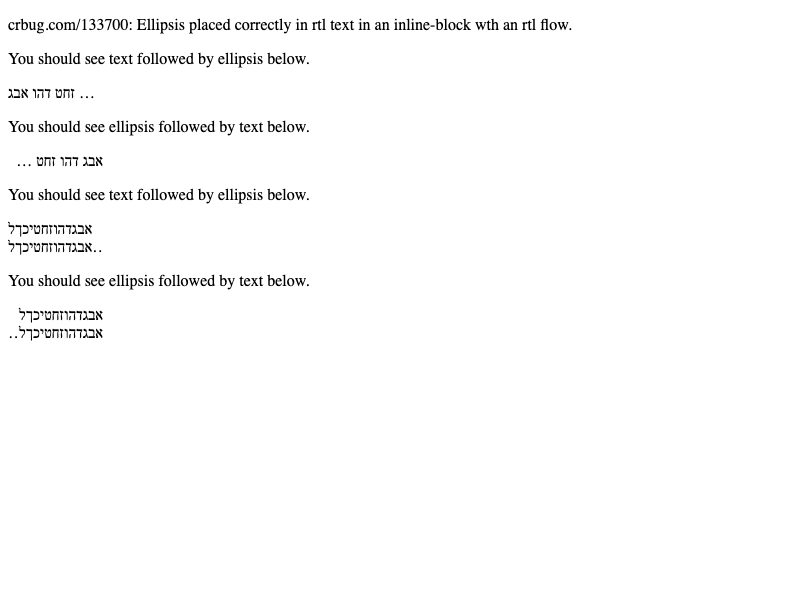 crbug.com/133700: Ellipsis placed correctly in rtl text in an inline-block wth an rtl flow.
You should see text followed by ellipsis below.
אבג דהו זחט …
You should see ellipsis followed by text below.
אבג דהו זחט …
You should see text followed by ellipsis below.
אבגדהוזחטיכךל
אבגדהוזחטיכךל..
You should see ellipsis followed by text below.
אבגדהוזחטיכךל
אבגדהוזחטיכךל..